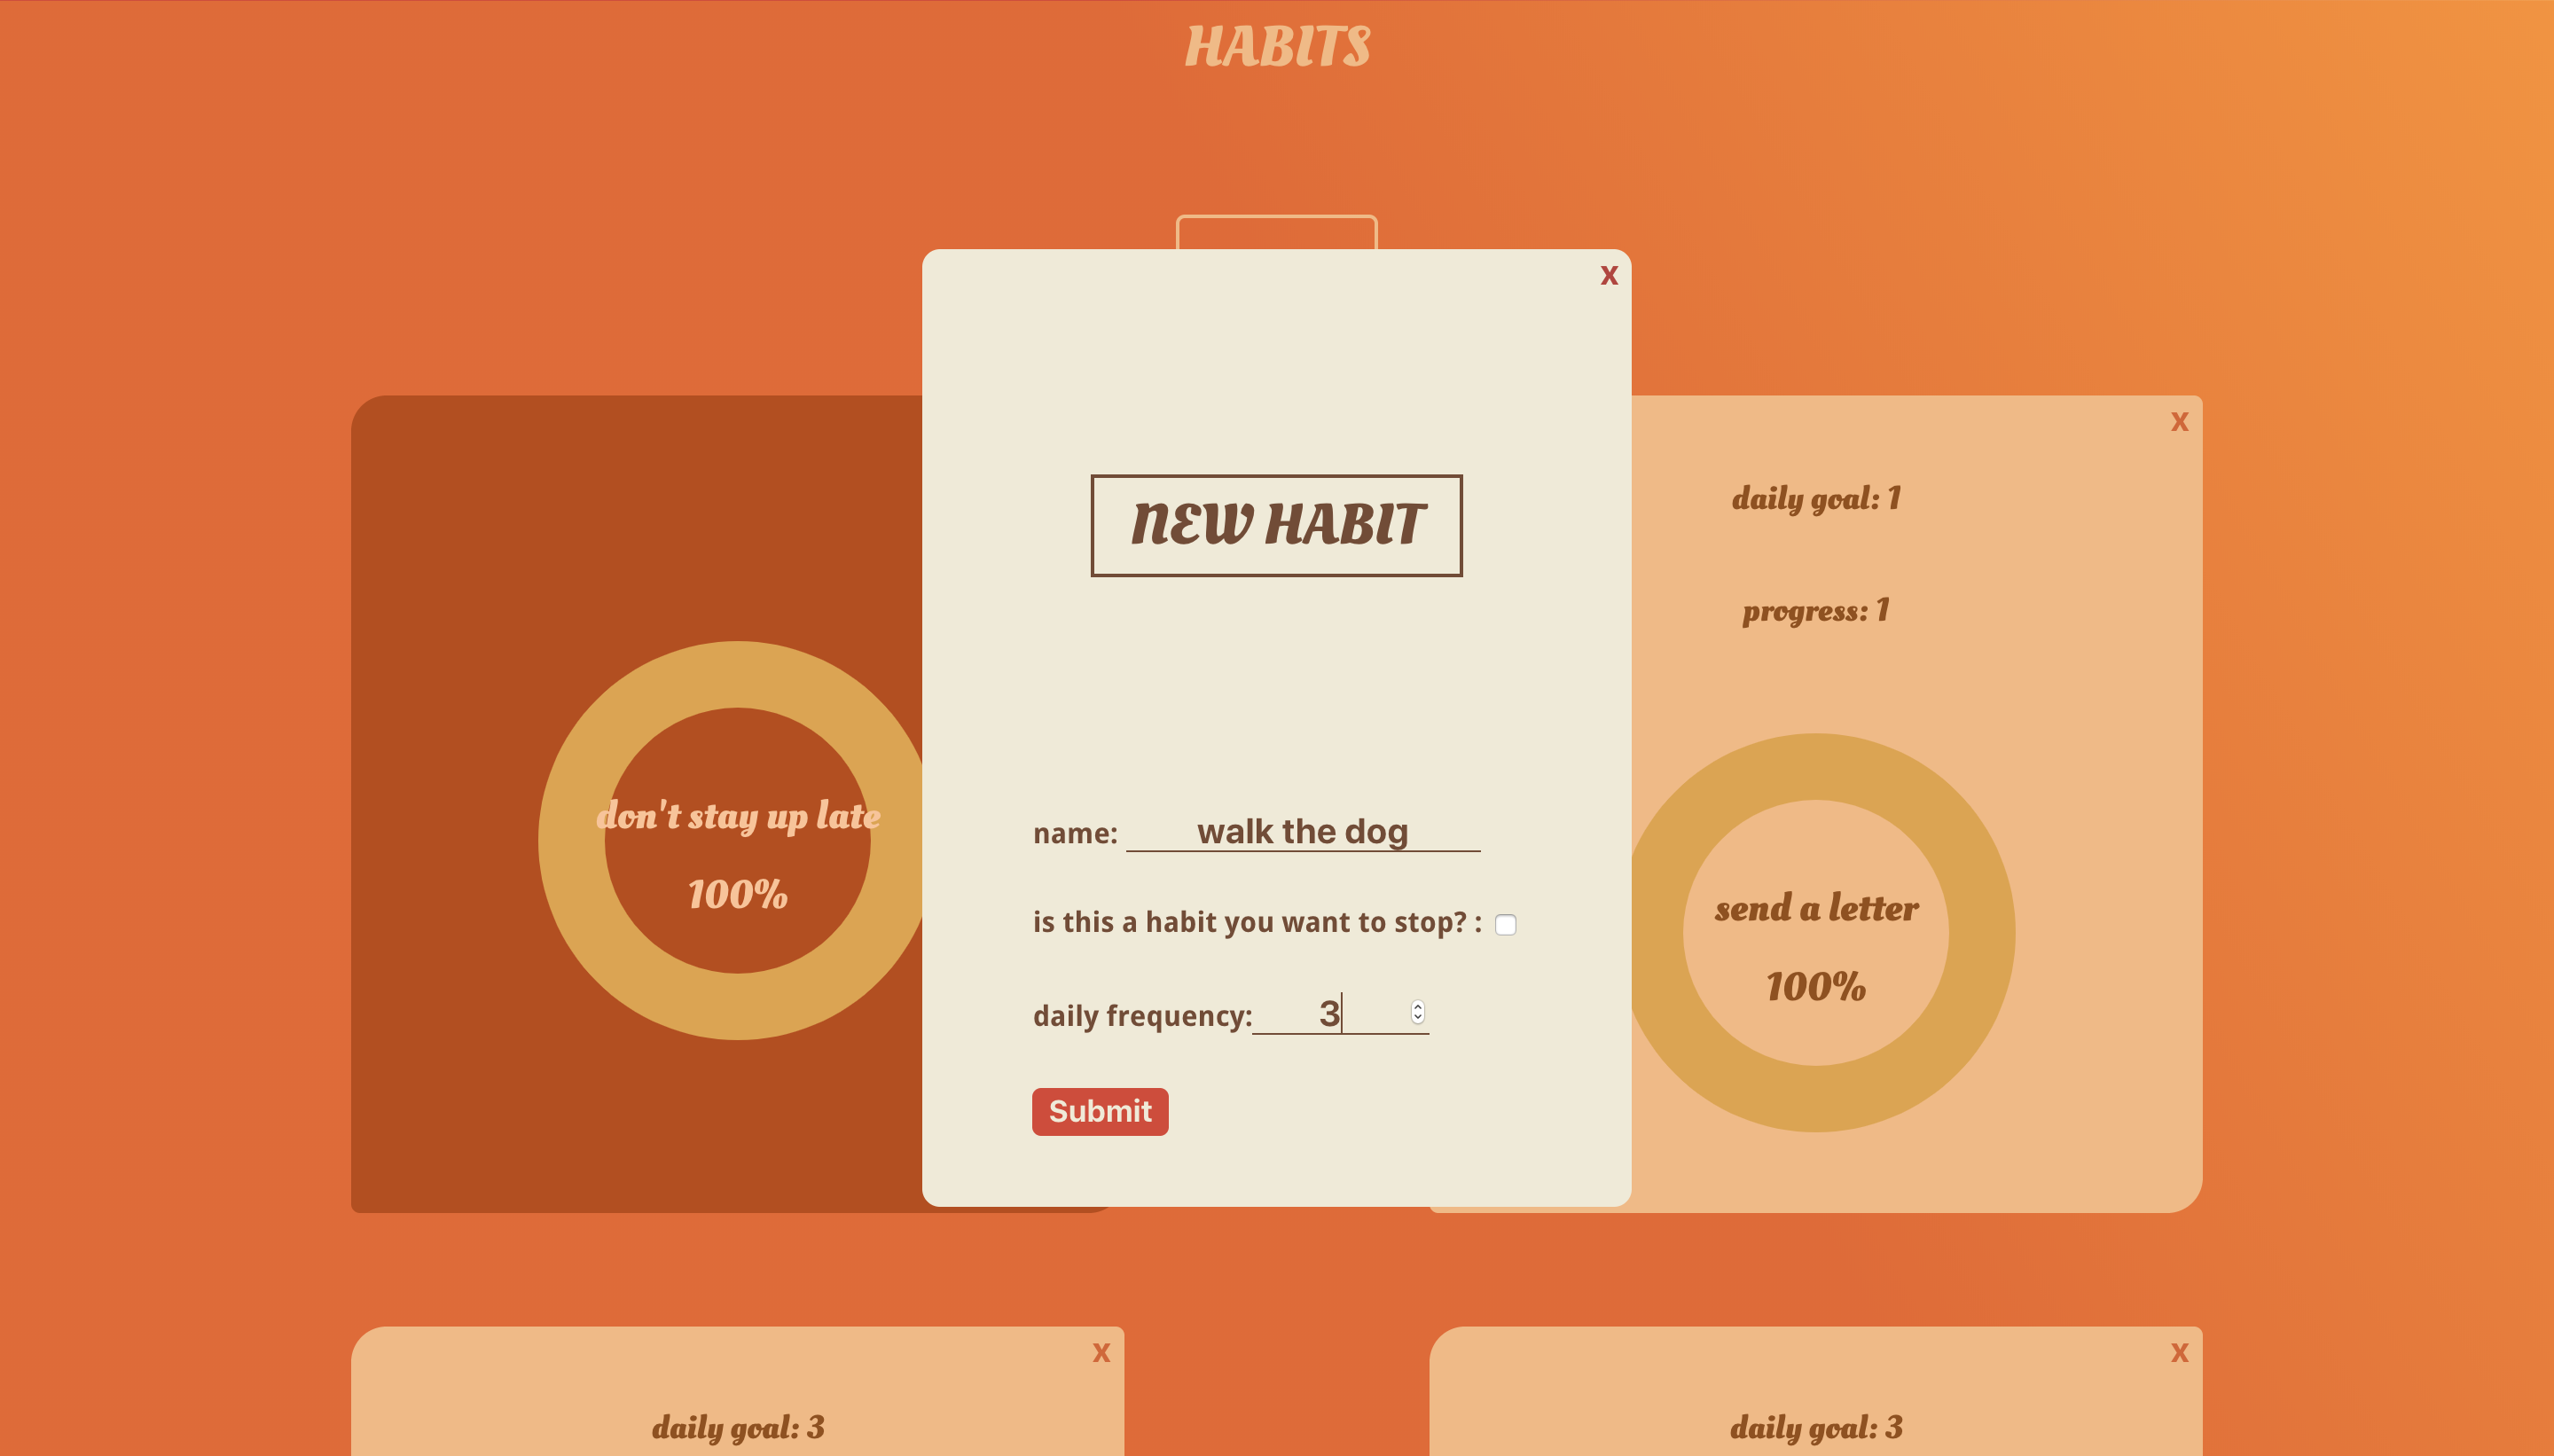 HABITS
X
NEW HABIT
name: walk the dog
is this a habit you want to stop? :
daily frequency: 3
Submit
don't stay up late
100%
X
daily goal: 1
progress: 1
send a letter
100%
X
daily goal: 3
X
daily goal: 3